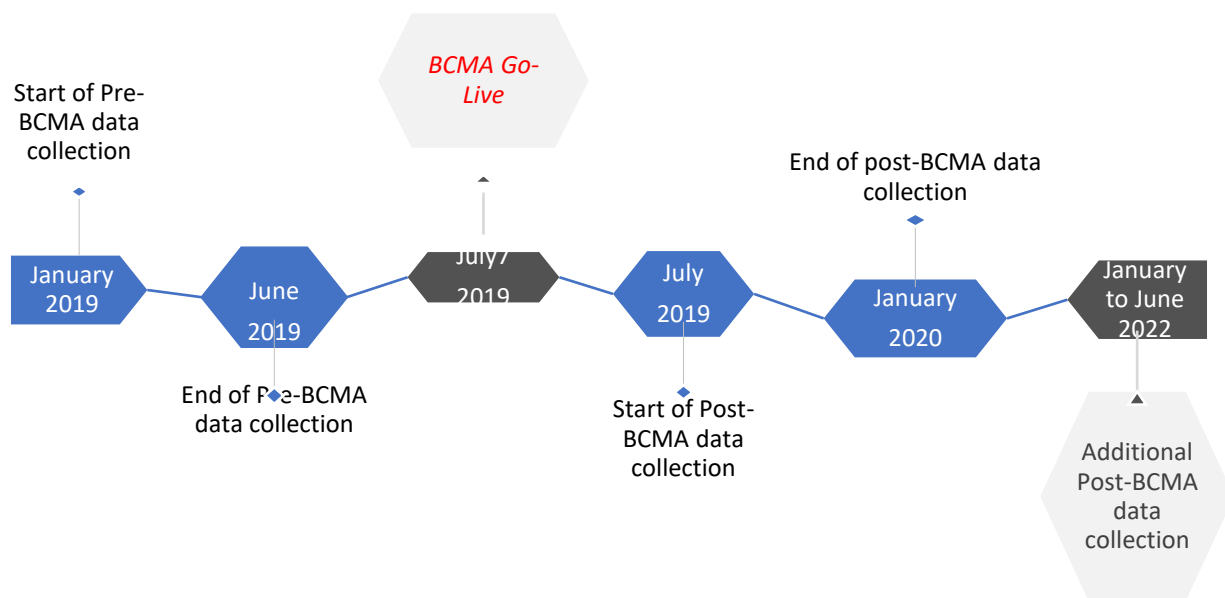 BCMA Go-
Live
Start of Pre-
BCMA data
collection
End of post-BCMA data
collection
January
2019
June
2019
July7
2019
July
2019
January
2020
January
to June
2022
End of Pre-BCMA
data collection
Start of Post-
BCMA data
collection
Additional
Post-BCMA
data
collection